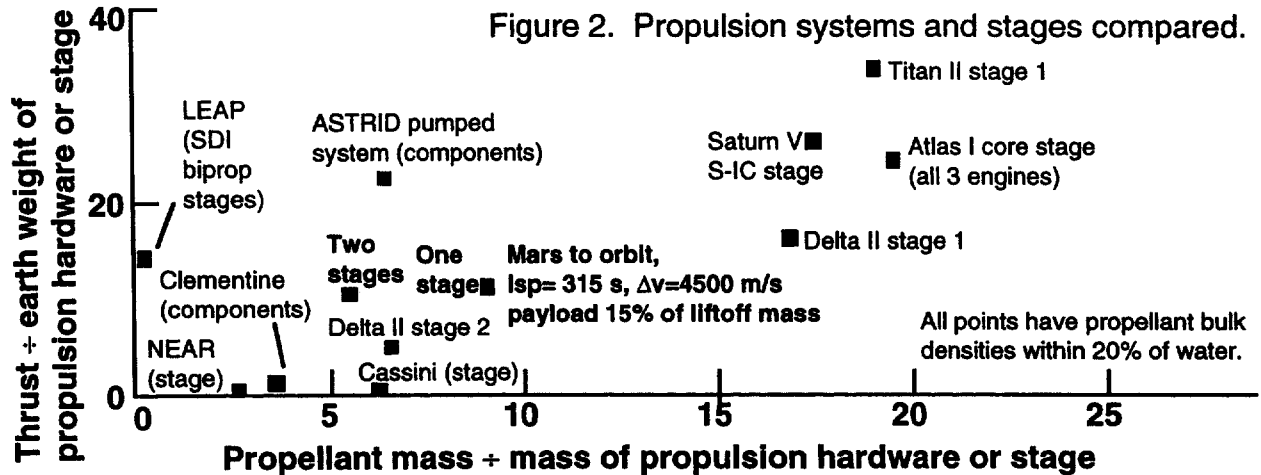 Figure 2. Propulsion systems and stages compared.
Thrust ÷ earth weight of
propulsion hardware or stage
40
20
0
LEAP
(SDI
biprop
stages)
ASTRID pumped
system (components)
Titan II stage 1
Saturn V
S-IC stage
Atlas I core stage
(all 3 engines)
Delta II stage 1
Two
stages
One
stage
Mars to orbit,
Isp= 315 s, Δv=4500 m/s
payload 15% of liftoff mass
Clementine
(components)
Delta II stage 2
NEAR
(stage)
Cassini (stage)
All points have propellant bulk
densities within 20% of water.
0 5 10 15 20 25
Propellant mass ÷ mass of propulsion hardware or stage